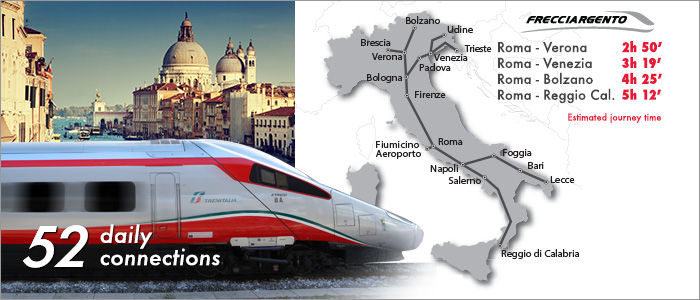 FRECCIARGENTO
Roma - Verona 2h 50’
Roma - Venezia 3h 19’
Roma - Bolzano 4h 25’
Roma - Reggio Cal. 5h 12’
Estimated journey time
Bolzano
Udine
Brescia
Trieste
Verona
Venezia
Padova
Bologna
Firenze
Fiumicino
Aeroporto
Roma
Foggia
Napoli
Bari
Salerno
Lecce
Reggio di Calabria
TRENITALIA
52 daily
connections